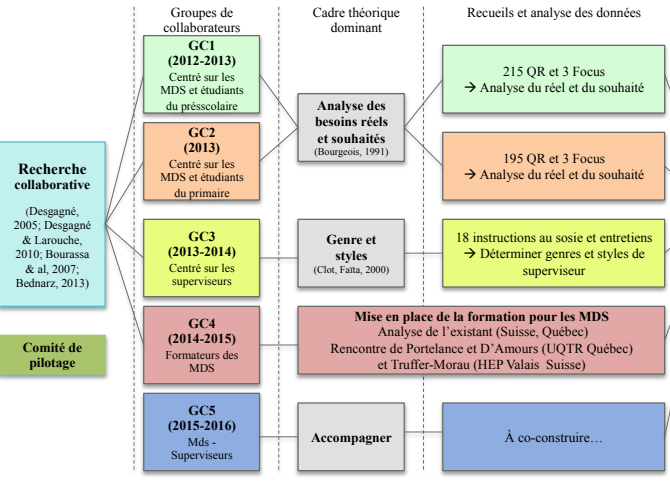 Groupes de
collaborateurs
Cadre théorique
dominant
Recueils et analyse des données
Recherche
collaborative
(Desgagné,
2005; Desgagné
& Larouche,
2010; Bourassa
& al, 2007;
Bednarz, 2013)
Comité de
pilotage
GC1
(2012-2013)
Centré sur les
MDS et étudiants
du présscolaire
GC2
(2013)
Centré sur les
MDS et étudiants
du primaire
Analyse des
besoins réels
et souhaités
(Bourgeois, 1991)
215 QR et 3 Focus
→ Analyse du réel et du souhaité
195 QR et 3 Focus
→ Analyse du réel et du souhaité
GC3
(2013-2014)
Centré sur les
superviseurs
Genre et
styles
(Clot, Faïta, 2000)
18 instructions au sosie et entretiens
→ Déterminer genres et styles de
superviseur
GC4
(2014-2015)
Formateurs des
MDS
Mise en place de la formation pour les MDS
Analyse de l'existant (Suisse, Québec)
Rencontre de Portelance et D'Amours (UQTR Québec)
et Truffer-Morau (HEP Valais Suisse)
GC5
(2015-2016)
Mds -
Superviseurs
Accompagner
À co-construire…